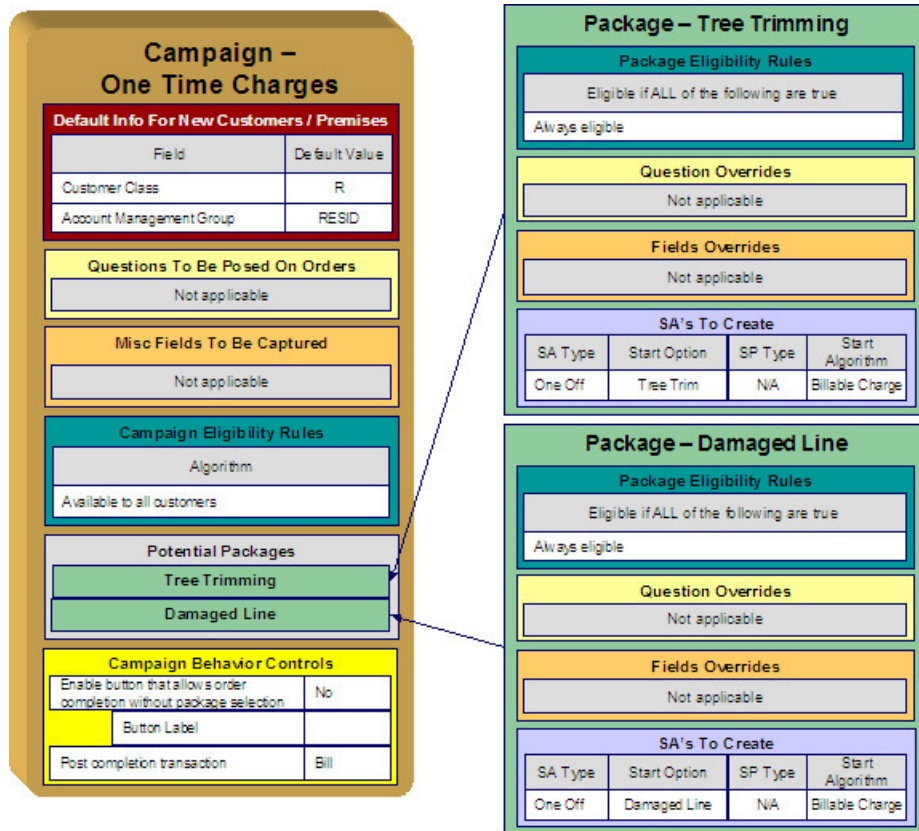 Campaign –
One Time Charges
Default Info For New Customers / Premises
Field Default Value
Customer Class R
Account Management Group RESID
Questions To Be Posed On Orders
Not applicable
Misc Fields To Be Captured
Not applicable
Campaign Eligibility Rules
Algorithm
Available to all customers
Potential Packages
Tree Trimming
Damaged Line
Campaign Behavior Controls
Enable button that allows order
completion without package selection No
Button Label
Post completion transaction Bill
Package – Tree Trimming
Package Eligibility Rules
Eligible if ALL of the following are true
Always eligible
Question Overrides
Not applicable
Fields Overrides
Not applicable
SA's To Create
SA Type Start Option SP Type Start
Algorithm
One Off Tree Trim N/A Billable Charge
Package – Damaged Line
Package Eligibility Rules
Eligible if ALL of the following are true
Always eligible
Question Overrides
Not applicable
Fields Overrides
Not applicable
SA's To Create
SA Type Start Option SP Type Start
Algorithm
One Off Damaged Line N/A Billable Charge